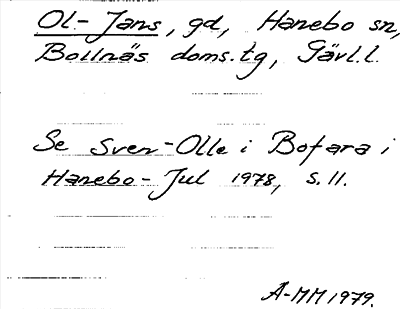 Ol-Jans, gd, Hanebo sn,
Bollnäs doms.tg, Gävl.l.
Se Sven-Olle i Bofara i
Hanebo-Jul 1978, s.11.
A-MM 1979.